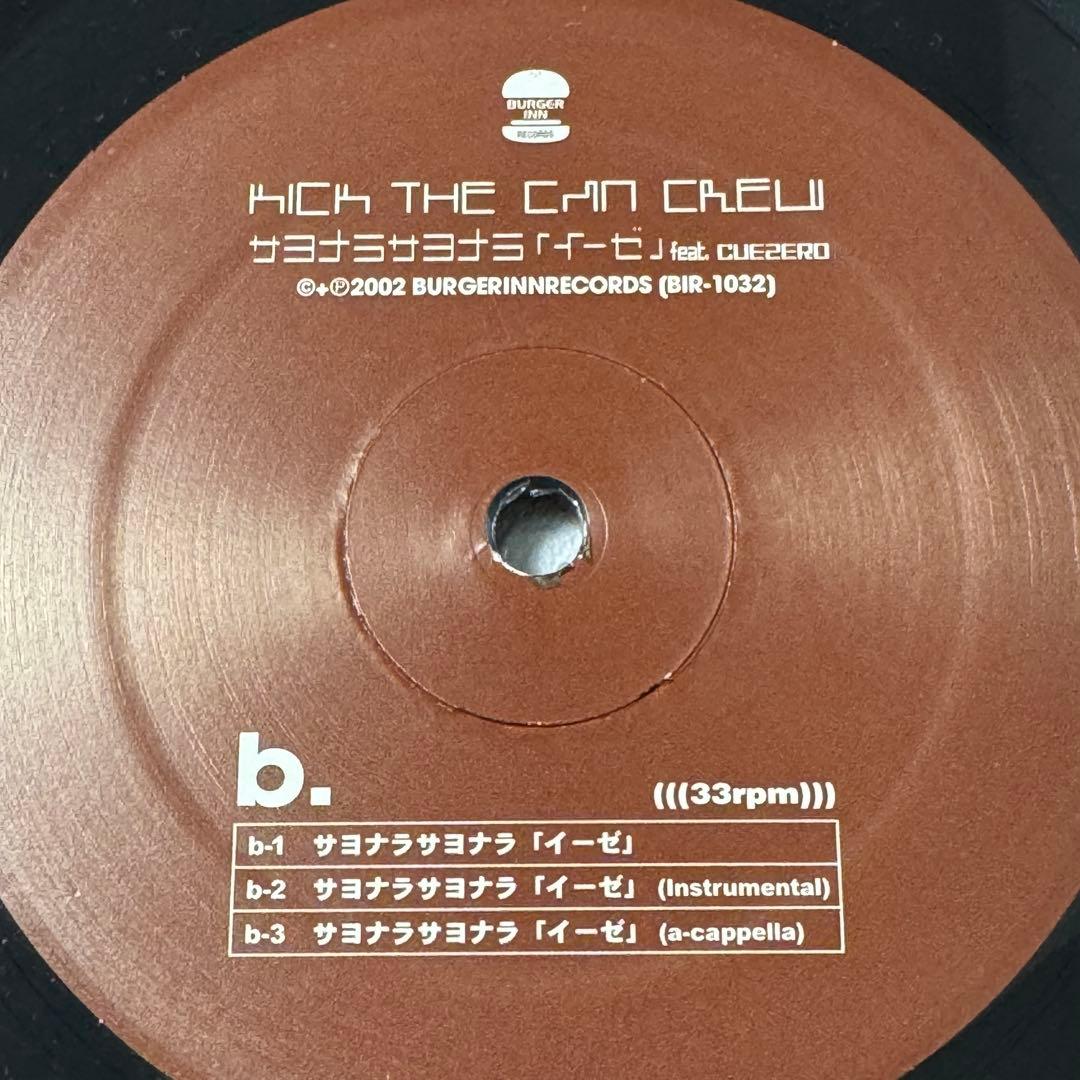 BURGER
INN
RECORDS
KICK THE CAN CREW
サヨナラサヨナラ「イーゼ」feat. CUEZERO
©+℗2002 BURGERINNRECORDS (BIR-1032)
b.
(((33rpm)))
b-1 サヨナラサヨナラ「イーゼ」
b-2 サヨナラサヨナラ「イーゼ」 (Instrumental)
b-3 サヨナラサヨナラ「イーゼ」 (a-cappella)